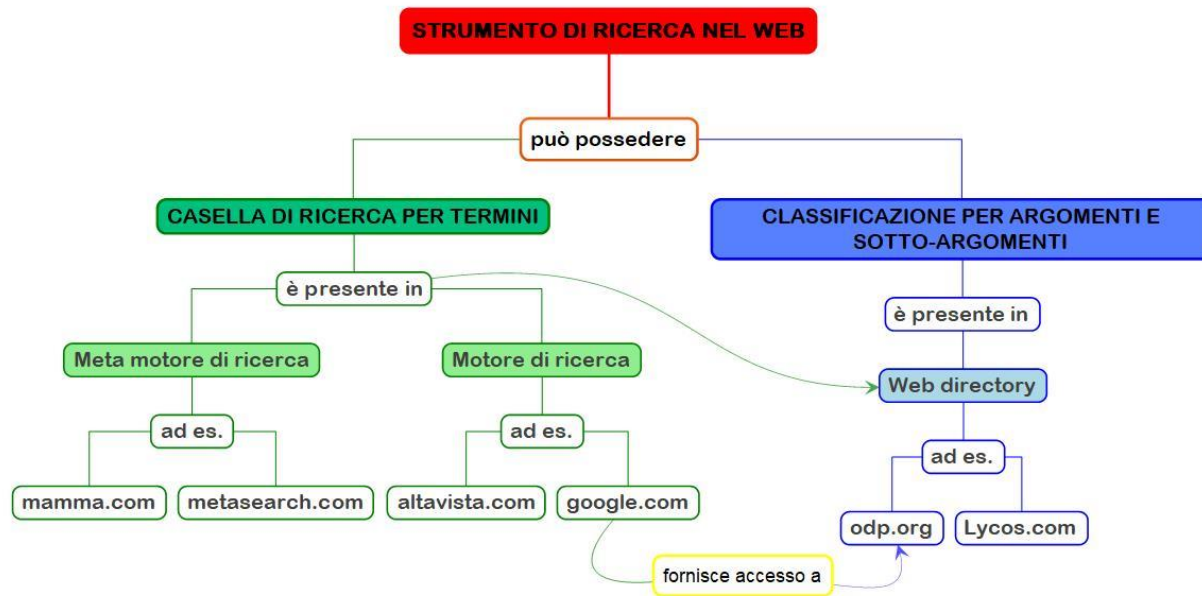 STRUMENTO DI RICERCA NEL WEB
può possedere
CASELLA DI RICERCA PER TERMINI
CLASSIFICAZIONE PER ARGOMENTI E
SOTTO-ARGOMENTI
è presente in
è presente in
Meta motore di ricerca
Motore di ricerca
Web directory
ad es.
ad es.
ad es.
mamma.com
metasearch.com
altavista.com
google.com
odp.org
Lycos.com
fornisce accesso a